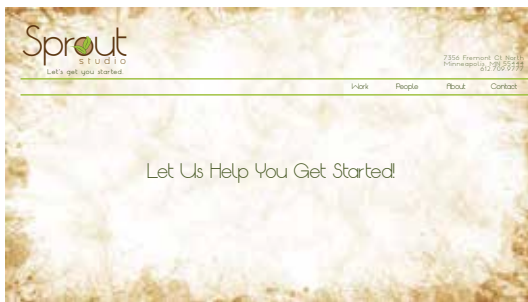 Sprout
studio
Let's get you started.
7356 Fremont Ct North
Minneapolis, MN 55444
612.709.9777
Work People About Contact
Let Us Help You Get Started!